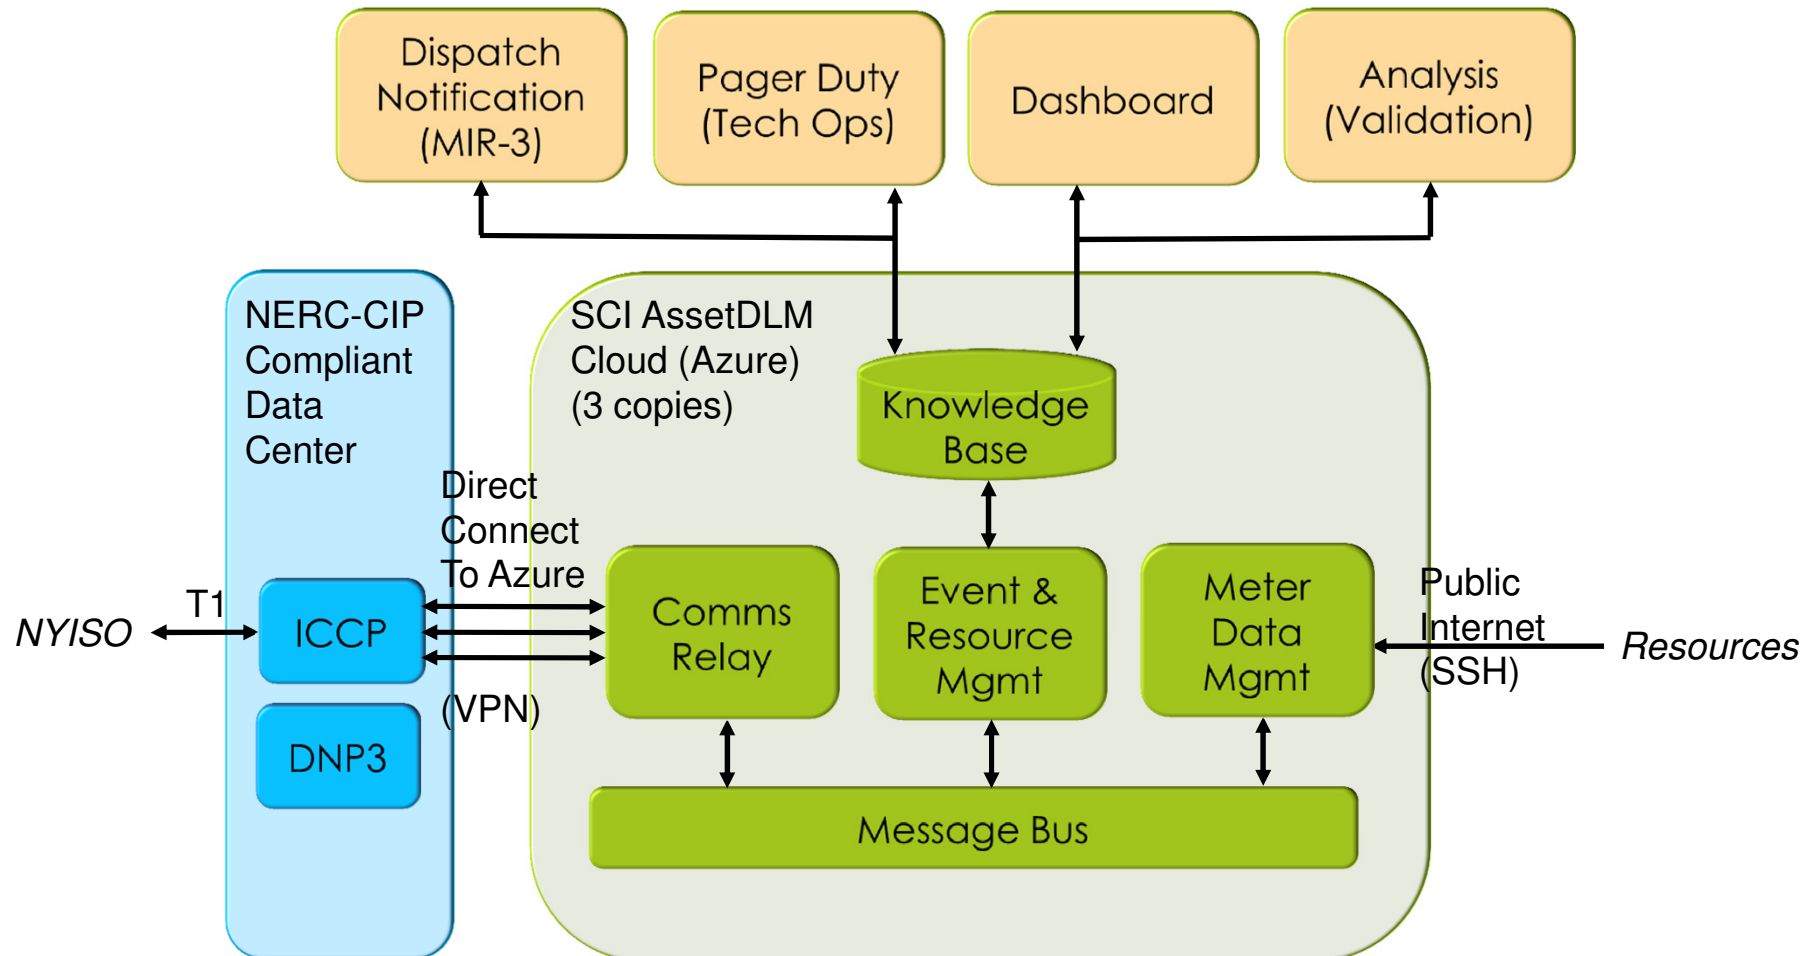 Dispatch
Notification
(MIR-3)
Pager Duty
(Tech Ops)
Dashboard
Analysis
(Validation)
NERC-CIP
Compliant
Data
Center
SCI AssetDLM
Cloud (Azure)
(3 copies)
Knowledge
Base
Direct
Connect
To Azure
(VPN)
NYISO
T1
ICCP
DNP3
Comms
Relay
Event &
Resource
Mgmt
Meter
Data
Mgmt
Public
Internet
(SSH)
Resources
Message Bus